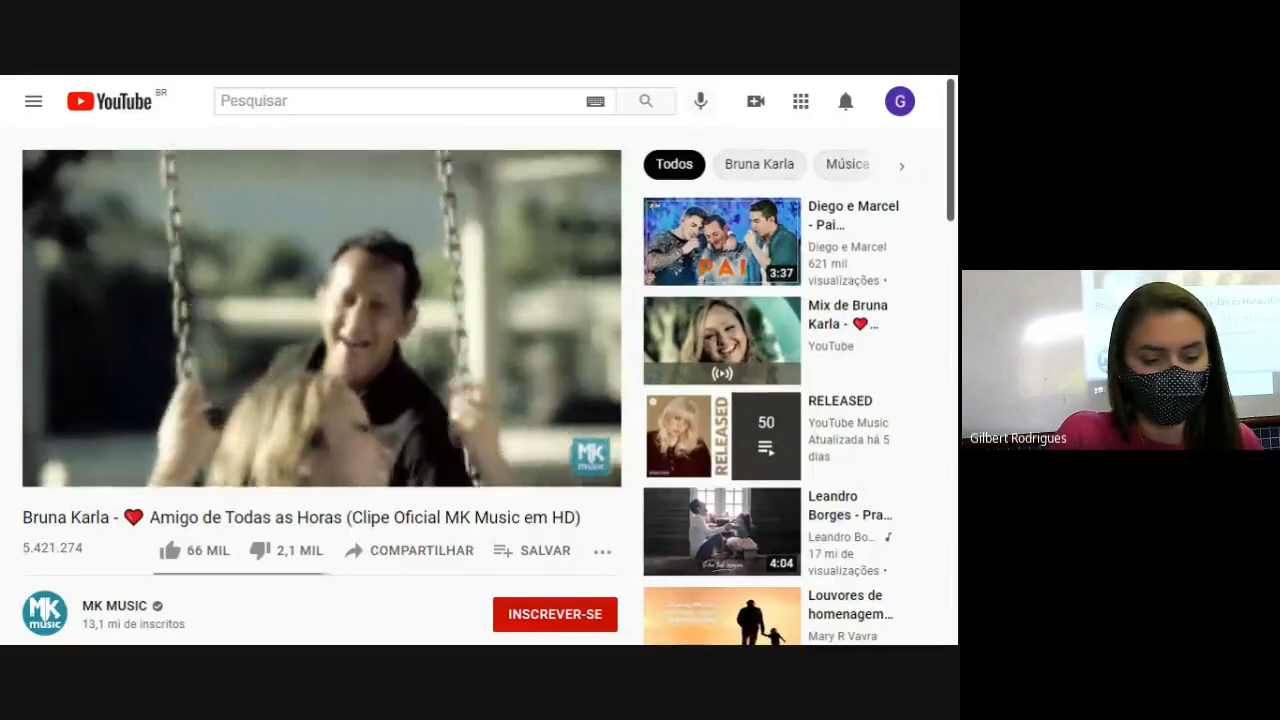 YouTube BR
Pesquisar
G
Todos
Bruna Karla
Música
MK
music
Bruna Karla - ❤ Amigo de Todas as Horas (Clipe Oficial MK Music em HD)
5.421.274
66 MIL
2,1 MIL
COMPARTILHAR
SALVAR
MK
music
MK MUSIC
13,1 mi de inscritos
INSCREVER-SE
PAI
3:37
Diego e Marcel
- Pai...
Diego e Marcel
621 mil
visualizações •
Mix de Bruna
Karla - ❤...
YouTube
RELEASED
50
RELEASED
YouTube Music
Atualizada há 5
dias
4:04
Leandro
Borges - Pra...
Leandro Bo...
17 mi de
visualizações •
Louvores de
homenagem...
Mary R Vavra
Gilbert Rodrigues